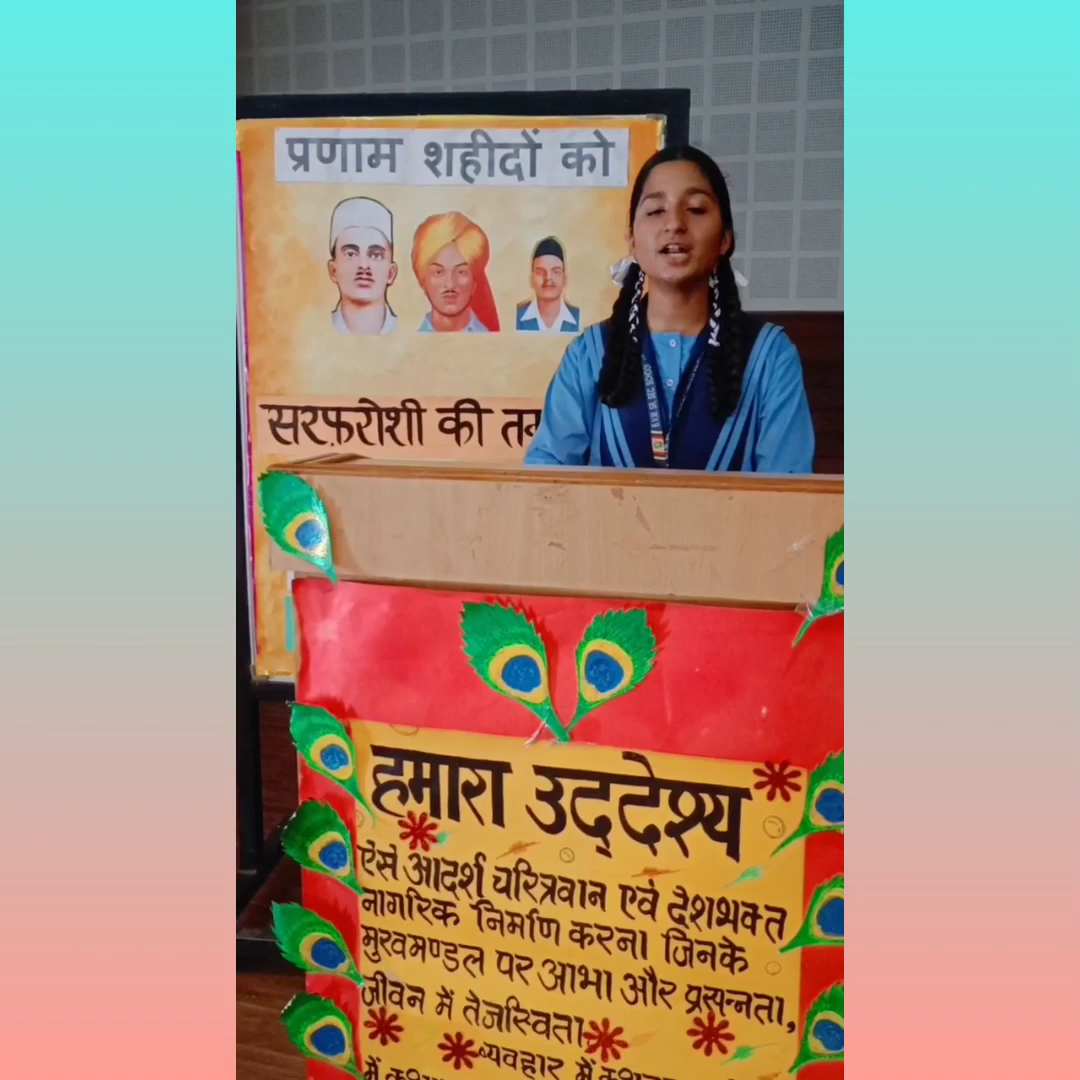 प्रणाम शहीदों को
सरफ़रोशी की
हमारा उद्देश्य
ऐसे आदर्श चरित्रवान एवं देशभक्त
नागरिक निर्माण करना जिनके
मुखमण्डल पर आभा और प्रसन्नता,
जीवन में तेजस्विता
व्यवहार में
में